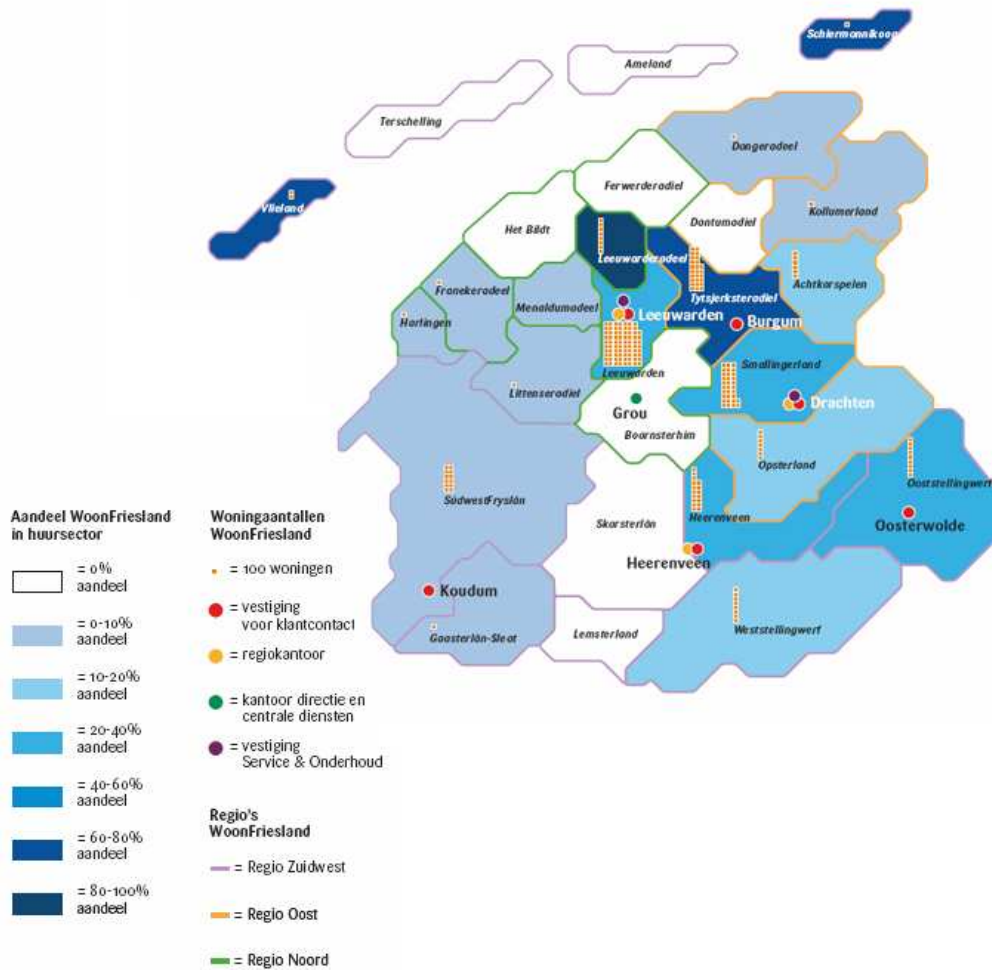 Schiermonnikoog
Ameland
Terschelling
Dongeradeel
Ferwerderadiel
Vlieland
Dantumadiel
Kollumerland
Het Bildt
Leeuwarderadeel
Achtkarspelen
Franekeradeel
Tytsjerksteradiel
Menaldumadeel
Harlingen
Leeuwarden
Burgum
Smallingerland
Leeuwarden
Littenseradiel
Drachten
Grou
Boornsterhim
Opsterland
Ooststellingwerf
SúdwestFryslân
Heerenveen
Skarsterlân
Oosterwolde
Heerenveen
Koudum
Gaasterlân-Sleat
Lemsterland
Weststellingwerf
Aandeel WoonFriesland
in huursector
= 0%
aandeel
= 0-10%
aandeel
= 10-20%
aandeel
= 20-40%
aandeel
= 40-60%
aandeel
= 60-80%
aandeel
= 80-100%
aandeel
Woningaantallen
WoonFriesland
= 100 woningen
= vestiging
voor klantcontact
= regiokantoor
= kantoor directie en
centrale diensten
= vestiging
Service & Onderhoud
Regio's
WoonFriesland
= Regio Zuidwest
= Regio Oost
= Regio Noord